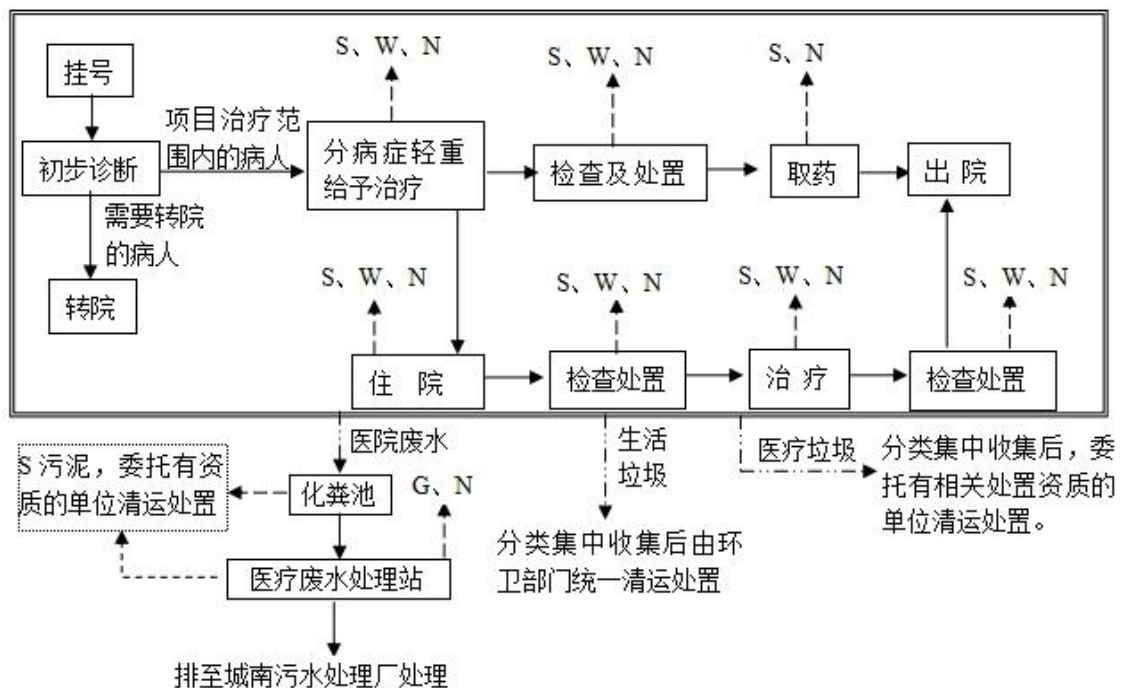 S、W、N
S、W、N
S、N
挂号
项目治疗范
围内的病人
初步诊断
分病症轻重
给予治疗
检查及处置
取药
出 院
需要转院
的病人
转院
S、W、N
S、W、N
S、W、N
S、W、N
住 院
检查处置
治 疗
检查处置
医院废水
生活
垃圾
医疗垃圾
分类集中收集后，委
托有相关处置资质的
单位清运处置。
S 污泥，委托有资
质的单位清运处置
化粪池
G、N
分类集中收集后由环
卫部门统一清运处置
医疗废水处理站
排至城南污水处理厂处理